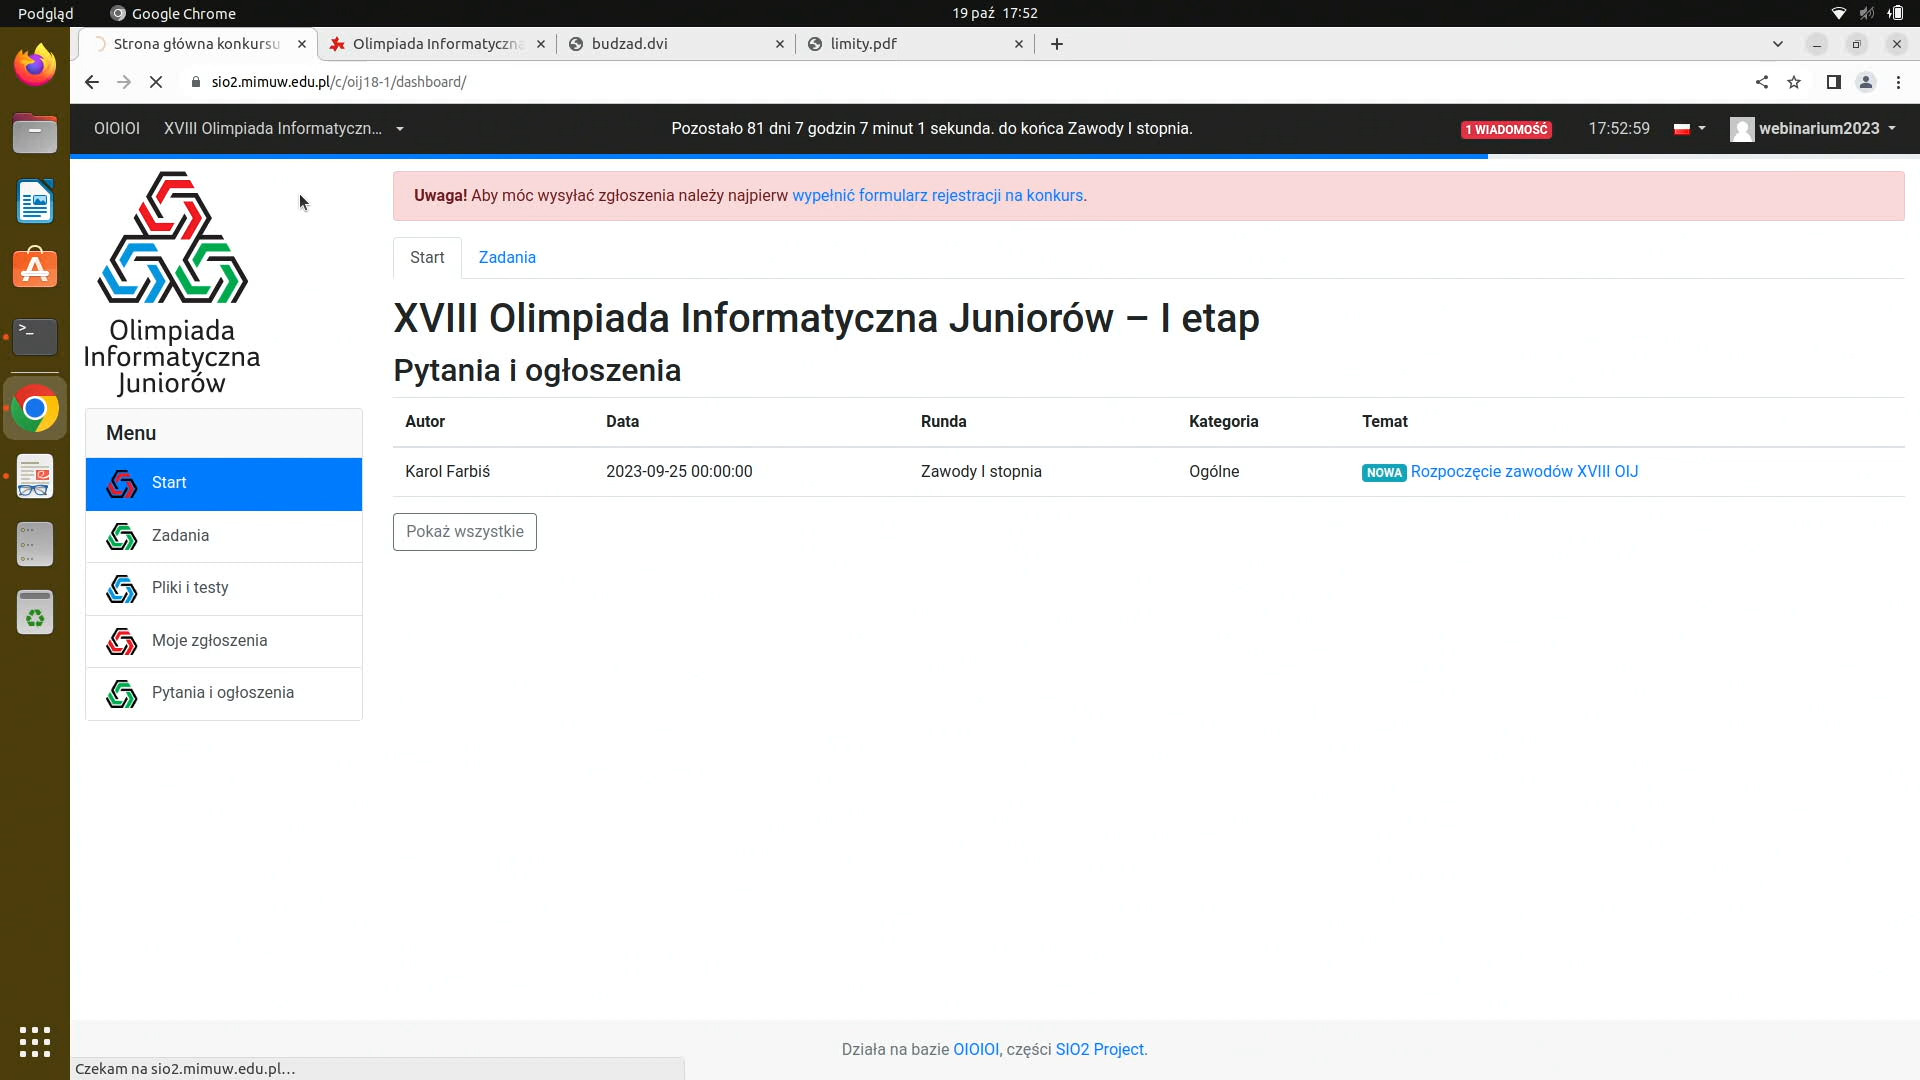 Podgląd
Google Chrome
19 paź 17:52
Strona główna konkursu
Olimpiada Informatyczna
budzad.dvi
limity.pdf
sio2.mimuw.edu.pl/c/oij18-1/dashboard/
OIOIOI
XVIII Olimpiada Informatyczn...
Pozostało 81 dni 7 godzin 7 minut 1 sekunda. do końca Zawody I stopnia.
1 WIADOMOŚĆ
17:52:59
webinarium2023
Uwaga! Aby móc wysyłać zgłoszenia należy najpierw wypełnić formularz rejestracji na konkurs.
Start
Zadania
XVIII Olimpiada Informatyczna Juniorów – I etap
Pytania i ogłoszenia
Autor Data Runda Kategoria Temat
Karol Farbiś 2023-09-25 00:00:00 Zawody I stopnia Ogólne NOWA Rozpoczęcie zawodów XVIII OIJ
Pokaż wszystkie
Olimpiada
Informatyczna
Juniorów
Menu
Start
Zadania
Pliki i testy
Moje zgłoszenia
Pytania i ogłoszenia
Działa na bazie OIOIOI, części SIO2 Project.
Czekam na sio2.mimuw.edu.pl...